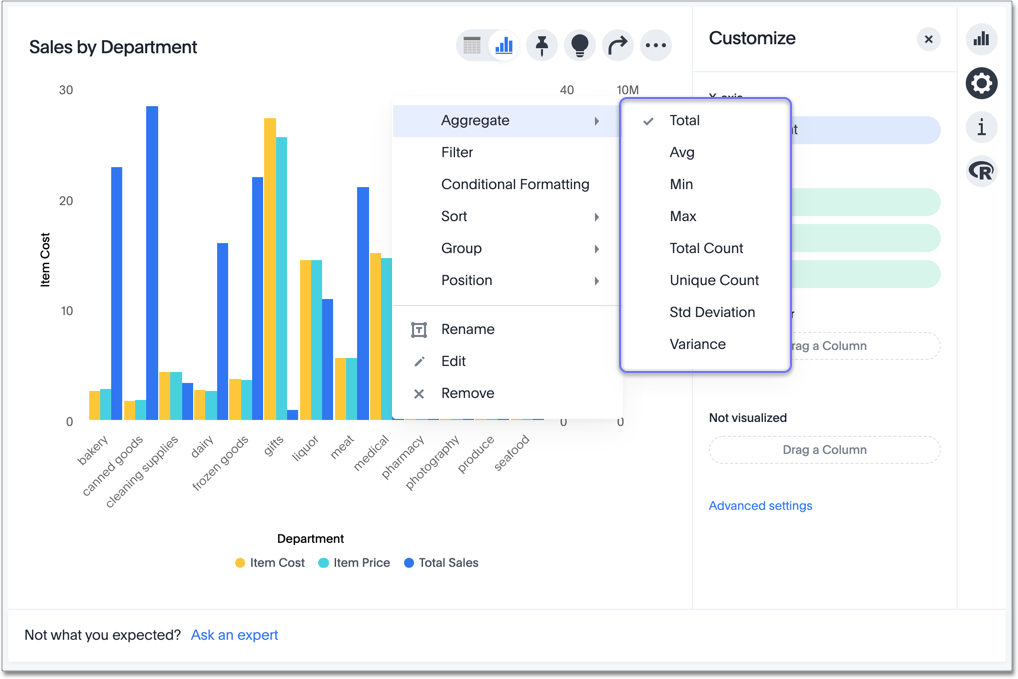 Sales by Department
Customize
Item Cost
30
20
10
0
40
0
10M
0
bakery
canned goods
cleaning supplies
dairy
frozen goods
gifts
liquor
meat
medical
pharmacy
photography
produce
seafood
Department
Item Cost
Item Price
Total Sales
Aggregate
Filter
Conditional Formatting
Sort
Group
Position
Rename
Edit
Remove
Total
Avg
Min
Max
Total Count
Unique Count
Std Deviation
Variance
X-axis
Drag a Column
Not visualized
Drag a Column
Advanced settings
Not what you expected? Ask an expert